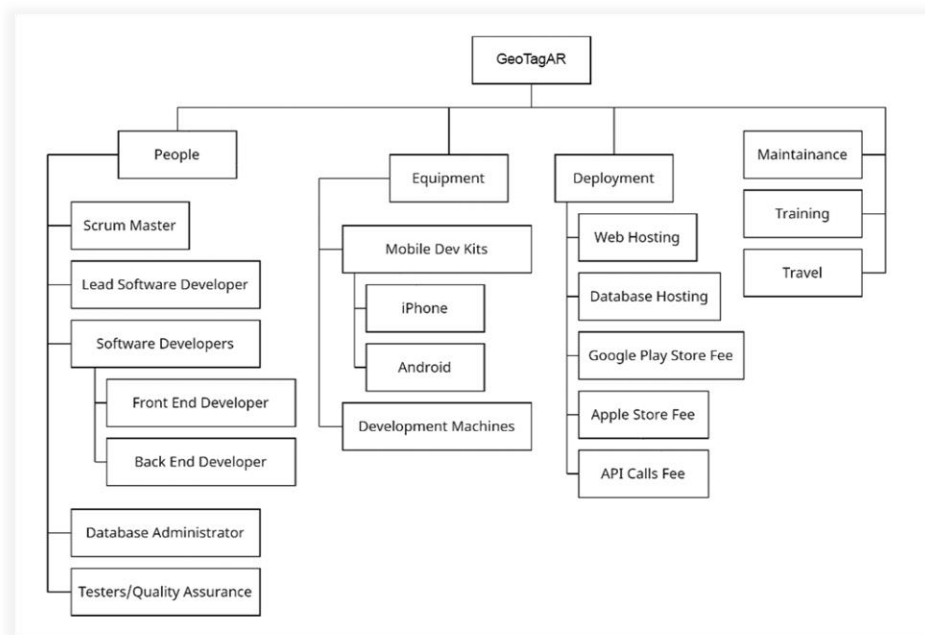 GeoTagAR
People
Scrum Master
Lead Software Developer
Software Developers
Front End Developer
Back End Developer
Database Administrator
Testers/Quality Assurance
Equipment
Mobile Dev Kits
iPhone
Android
Development Machines
Deployment
Web Hosting
Database Hosting
Google Play Store Fee
Apple Store Fee
API Calls Fee
Maintainance
Training
Travel